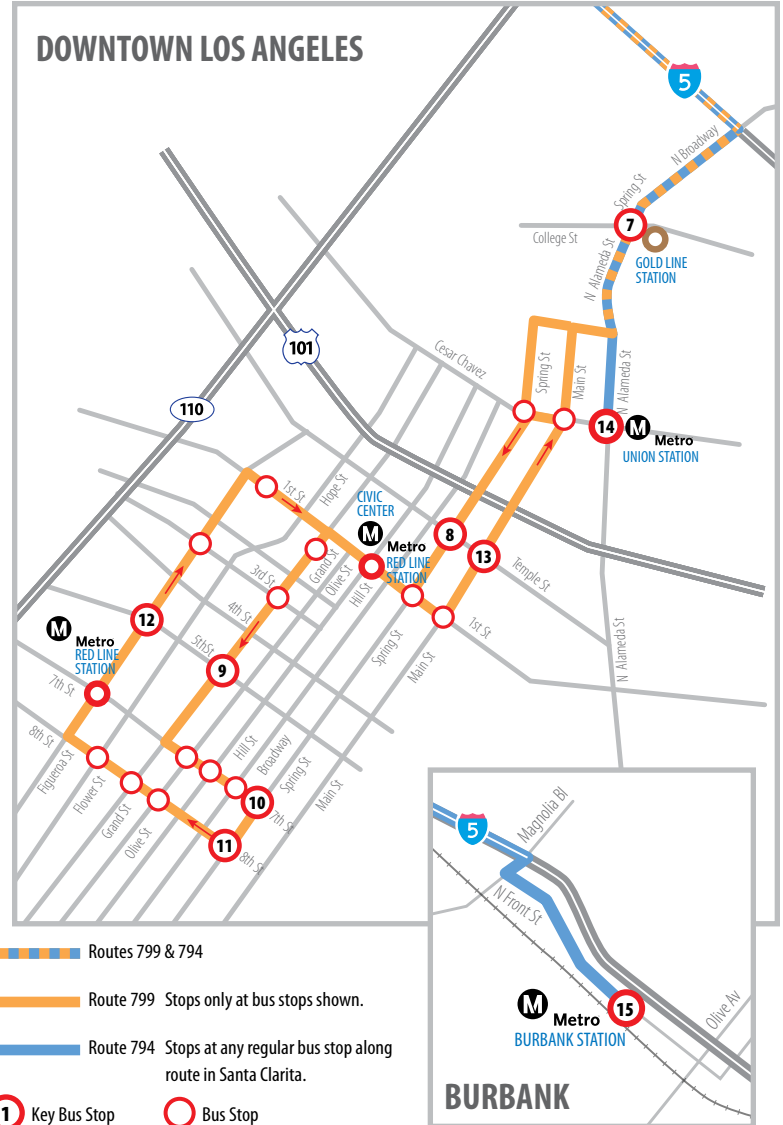 DOWNTOWN LOS ANGELES
5
N Broadway
Spring St
7
College St
GOLD LINE
STATION
N Alameda St
101
Cesar Chavez
Spring St
Main St
N Alameda St
110
14
M
Metro
UNION STATION
1st St
Hope St
CIVIC
CENTER
M
Metro
RED LINE
STATION
8
13
Temple St
Grand St
Olive St
Hill St
3rd St
4th St
12
M
Metro
RED LINE
STATION
5thSt
9
Spring St
Main St
1st St
N Alameda St
7th St
8th St
Figueroa St
Flower St
Grand St
Olive St
Hill St
Broadway
Spring St
Main St
10
7th St
11
8th St
5
Magnolia Bl
N Front St
M
Metro
15
BURBANK STATION
Olive Av
BURBANK
Routes 799 & 794
Route 799 Stops only at bus stops shown.
Route 794 Stops at any regular bus stop along
route in Santa Clarita.
1 Key Bus Stop
Bus Stop